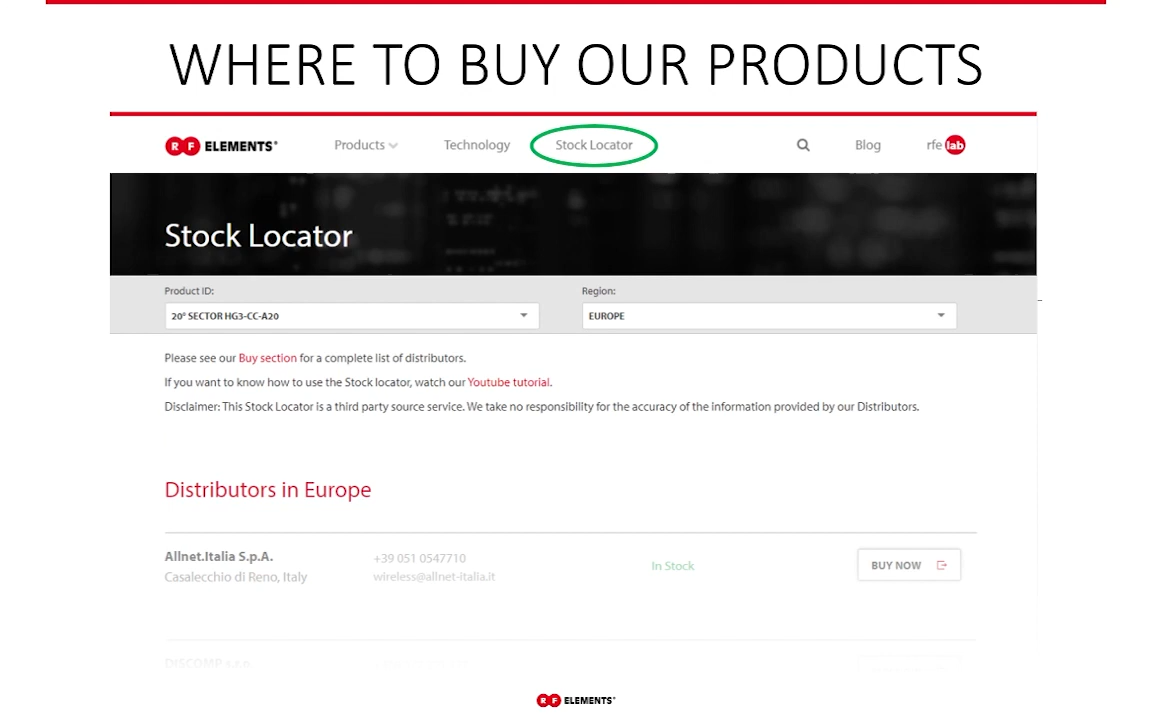 WHERE TO BUY OUR PRODUCTS
RF ELEMENTS® Products Technology Stock Locator Blog rfe lab
Stock Locator
Product ID: Region:
20° SECTOR HG3-CC-A20 EUROPE
Please see our Buy section for a complete list of distributors.
If you want to know how to use the Stock locator, watch our Youtube tutorial.
Disclaimer: This Stock Locator is a third party source service. We take no responsibility for the accuracy of the information provided by our Distributors.
Distributors in Europe
Allnet.Italia S.p.A. +39 051 0547710
In Stock BUY NOW
Casalecchio di Reno, Italy wireless@allnet-italia.it
DISCOMP s.r.o.
RF ELEMENTS®